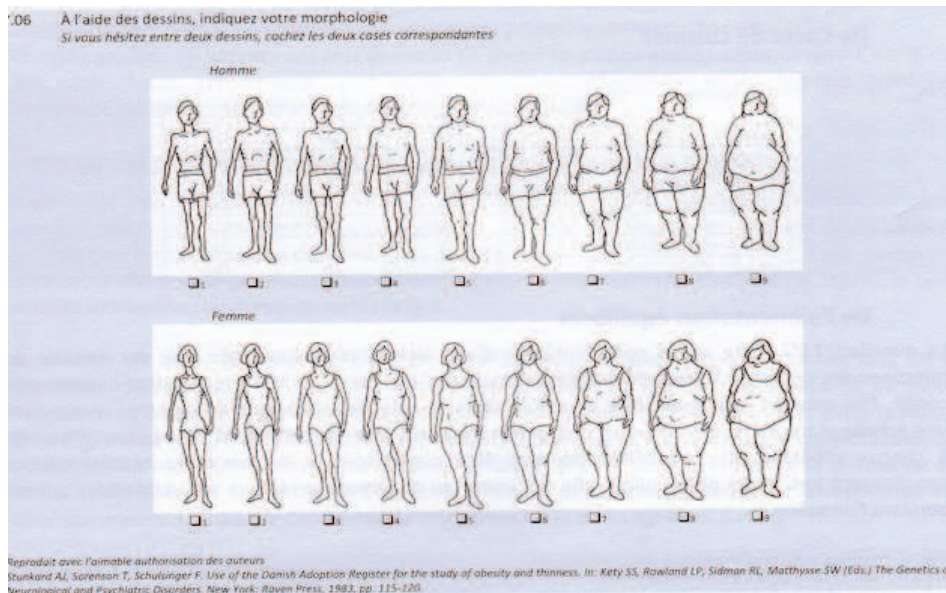 .06 À l'aide des dessins, indiquez votre morphologie
Si vous hésitez entre deux dessins, cochez les deux cases correspondantes
Homme
❑1 ❑2 ❑3 ❑4 ❑5 ❑6 ❑7 ❑8 ❑9
Femme
❑1 ❑2 ❑3 ❑4 ❑5 ❑6 ❑7 ❑8 ❑9
Reproduit avec l'aimable authorisation des auteurs
Stunkard AJ, Sorenson T, Schulsinger F. Use of the Danish Adoption Register for the study of obesity and thinness. In: Kety SS, Rowland LP, Sidman RL, Matthysse SW (Eds.) The Genetics o
Neurological and Psychiatric Disorders. New York: Raven Press, 1983, pp. 115-120.